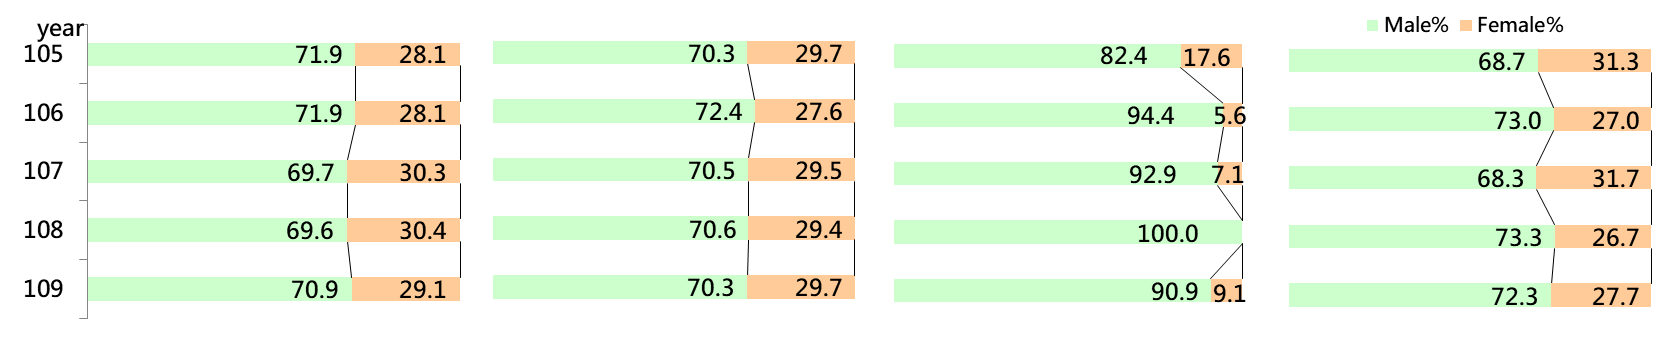 Male% Female%
year
105 71.9 28.1 70.3 29.7 82.4 17.6 68.7 31.3
106 71.9 28.1 72.4 27.6 94.4 5.6 73.0 27.0
107 69.7 30.3 70.5 29.5 92.9 7.1 68.3 31.7
108 69.6 30.4 70.6 29.4 100.0 73.3 26.7
109 70.9 29.1 70.3 29.7 90.9 9.1 72.3 27.7